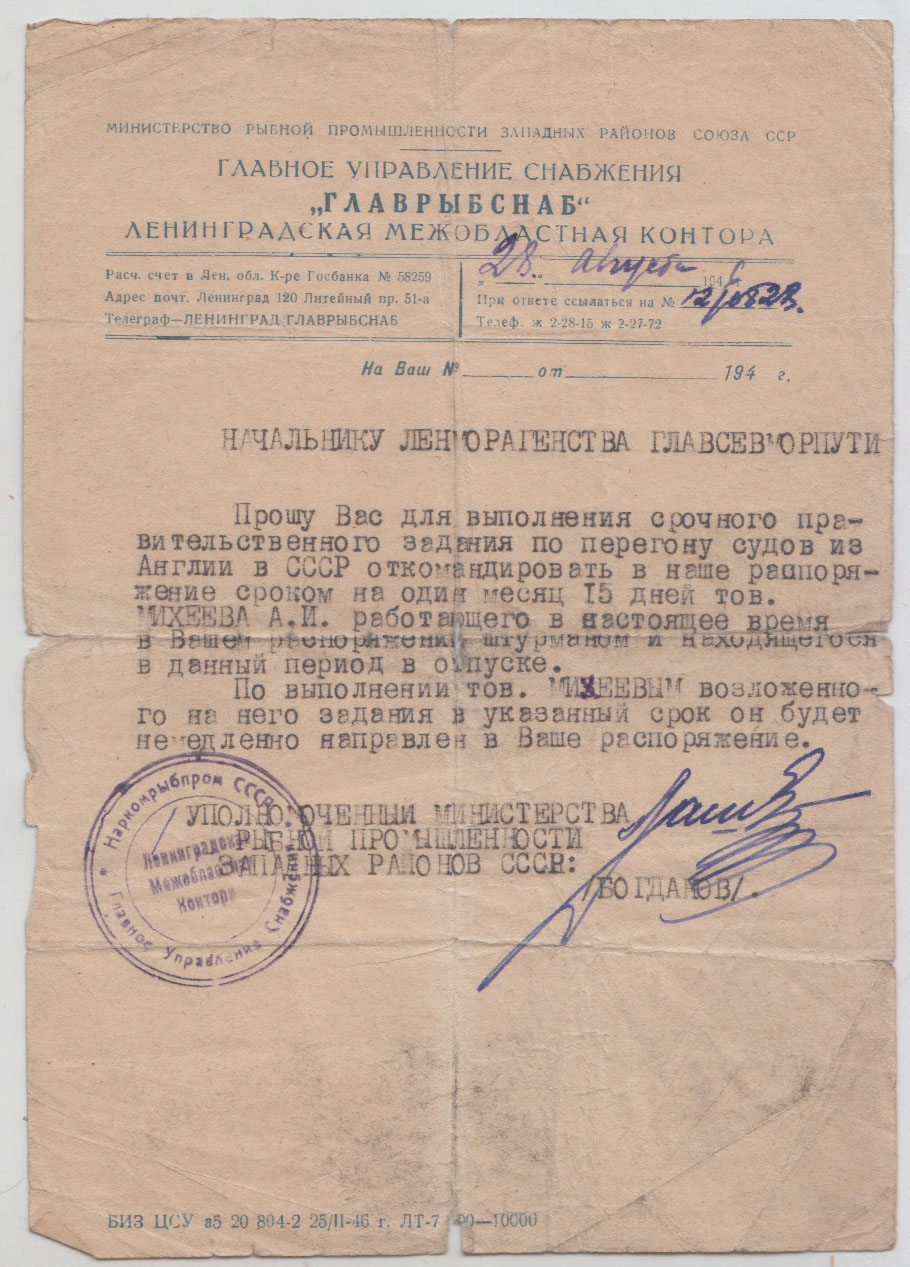 МИНИСТЕРСТВО РЫБНОЙ ПРОМЫШЛЕННОСТИ ЗАПАДНЫХ РАЙОНОВ СОЮЗА ССР
ГЛАВНОЕ УПРАВЛЕНИЕ СНАБЖЕНИЯ
„ГЛАВРЫБСНАБ“
ЛЕНИНГРАДСКАЯ МЕЖОБЛАСТНАЯ КОНТОРА
Расч. счет в Лен. обл. К-ре Госбанка № 58259
Адрес почт. Ленинград 120 Литейный пр. 51-а
Телеграф—ЛЕНИНГРАД ГЛАВРЫБСНАБ
„28“ августа 194
При ответе ссылаться на №
Телеф. ж 2-28-15 ж 2-27-72
На Ваш № от 194 г.
НАЧАЛЬНИКУ ЛЕНМОРАГЕНСТВА ГЛАВСЕВМОРПУТИ
Прошу Вас для выполнения срочного пра-
вительственного задания по перегону судов из
Англии в СССР откомандировать в наше распоря-
жение сроком на один месяц 15 дней тов.
МИХЕЕВА А.И. работающего в настоящее время
в Вашем распоряжении штурманом и находящегося
в данный период в отпуске.
По выполнении тов. МИХЕЕВЫМ возложенно-
го на него задания в указанный срок он будет
немедленно направлен в Ваше распоряжение.
УПОЛНОМОЧЕННЫЙ МИНИСТЕРСТВА
РЫБНОЙ ПРОМЫШЛЕННОСТИ
ЗАПАДНЫХ РАЙОНОВ СССР:
/БОГДАНОВ/.
Наркомрыбпром СССР
Главное Управление Снабжения
Ленинградская
Межобластная
Контора
БИЗ ЦСУ а5 20 804-2 25/II-46 г. ЛТ-7 00—10000